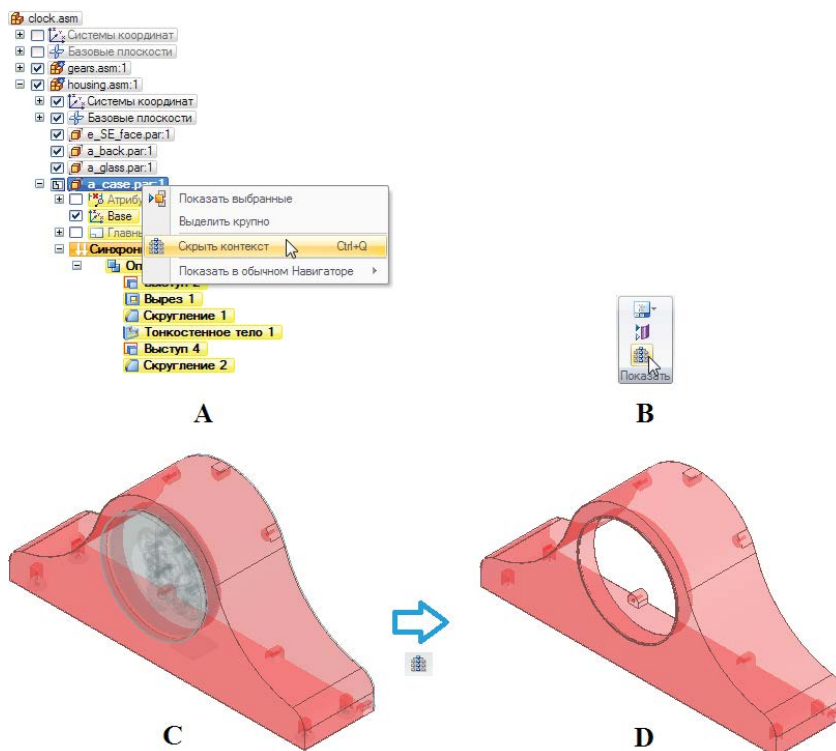 clock.asm
Системы координат
Базовые плоскости
gears.asm:1
housing.asm:1
Системы координат
Базовые плоскости
e_SE_face.par:1
a_back.par:1
a_glass.par:1
a_case.par:1
Показать выбранные
Выделить крупно
Скрыть контекст Ctrl+Q
Показать в обычном Навигаторе
Base
Вырез 1
Скругление 1
Тонкостенное тело 1
Выступ 4
Скругление 2
Показать
A
B
C
D